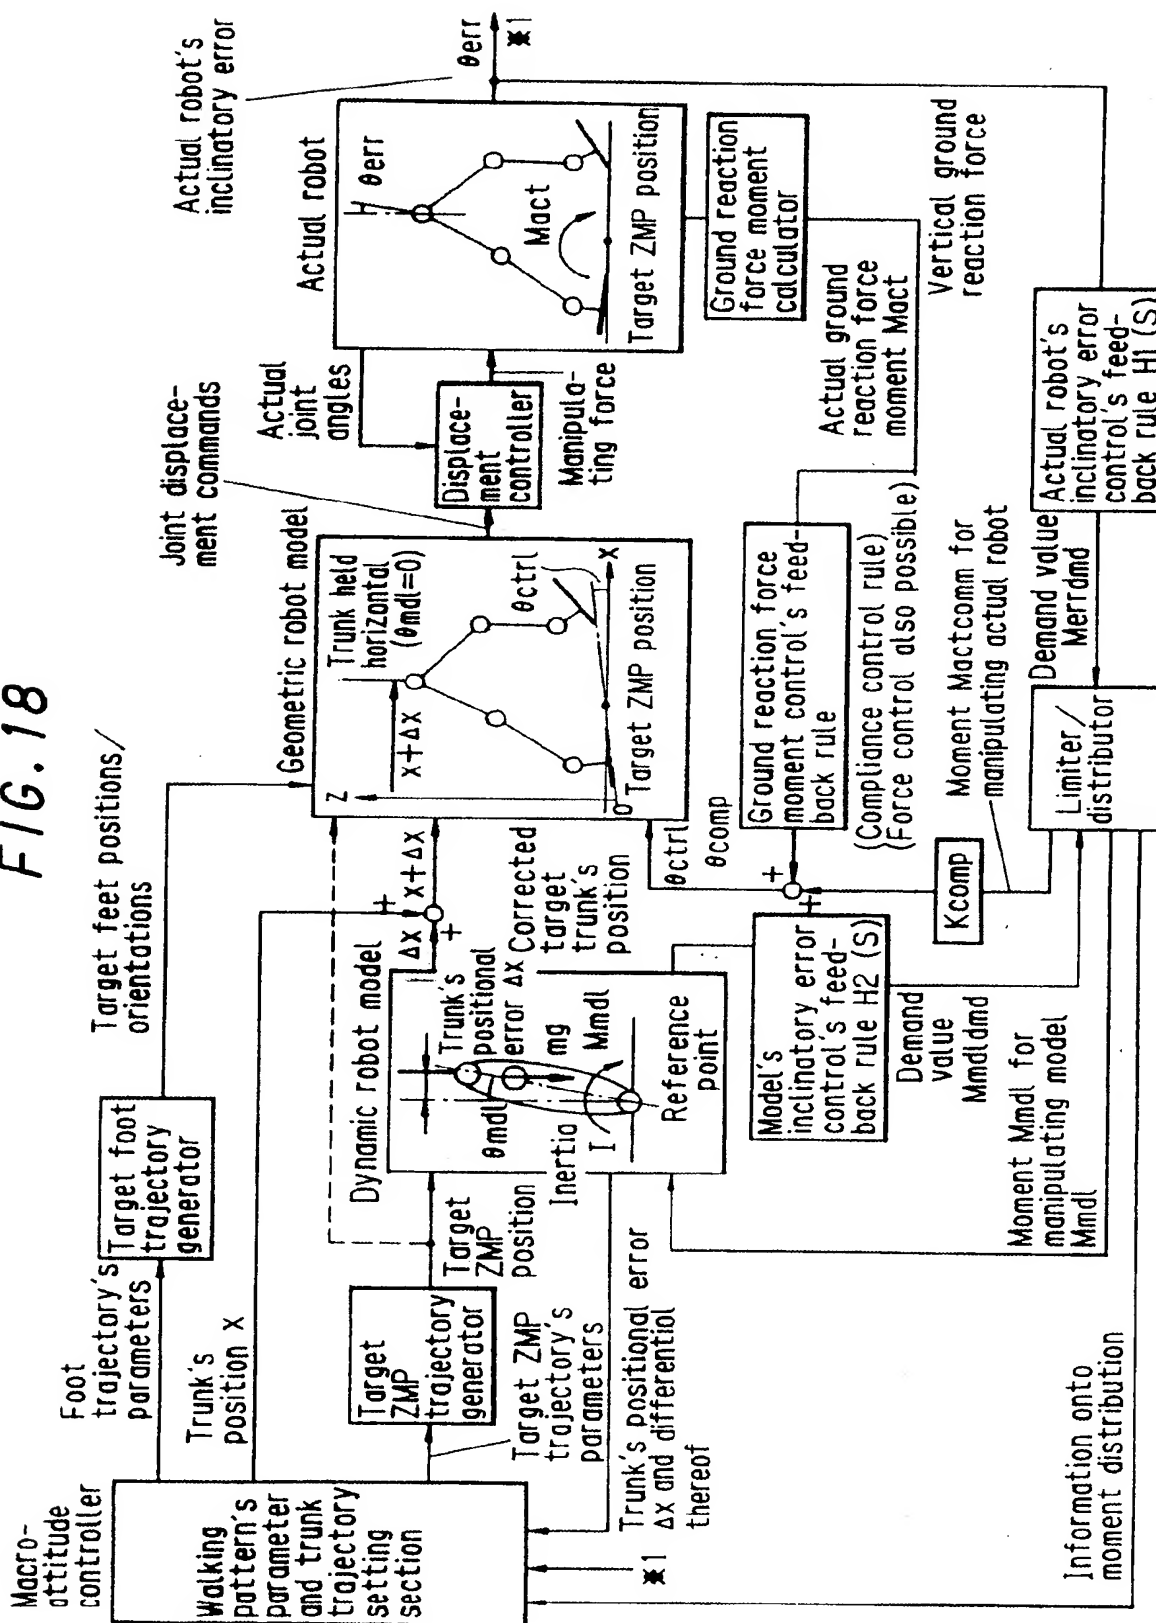 FIG. 18
Macro-
attitude
controller
Walking
pattern's
parameter
and trunk
trajectory
setting
section
Foot
trajectory's
parameters
Target foot
trajectory
generator
Target feet positions/
orientations
Trunk's
position X
Target
ZMP
trajectory
generator
Target ZMP
trajectory's
parameters
Target
ZMP
position
Trunk's positional error
Δx and differential
thereof
※1
Information onto
moment distribution
Dynamic robot model
Trunk's
positional
error Δx
θmdl
mg
Mmdl
Inertia
I
Reference
point
Δx
+
+
x+Δx
Corrected
target
trunk's
position
Model's
inclinatory error
control's feed-
back rule H2 (S)
Demand
value
Mmdldmd
Moment Mmdl for
manipulating model
Mmdl
Geometric robot model
Z
Trunk held
horizontal
(θmdl=0)
x+Δx
θctrl
X
0
Target ZMP position
θctrl
θcomp
+
+
Ground reaction force
moment control's feed-
back rule
(Compliance control rule)
(Force control also possible)
Kcomp
Moment Mactcomm for
manipulating actual robot
Limiter/
distributor
Joint displace-
ment commands
Displace-
ment
controller
Actual
joint
angles
Manipula-
ting force
Actual robot
θerr
Mact
Target ZMP position
Actual robot's
inclinatory error
θerr
※1
Ground reaction
force moment
calculator
Actual ground
reaction force
moment Mact
Vertical ground
reaction force
Actual robot's
inclinatory error
control's feed-
back rule H1 (S)
Demand value
Merrdmd